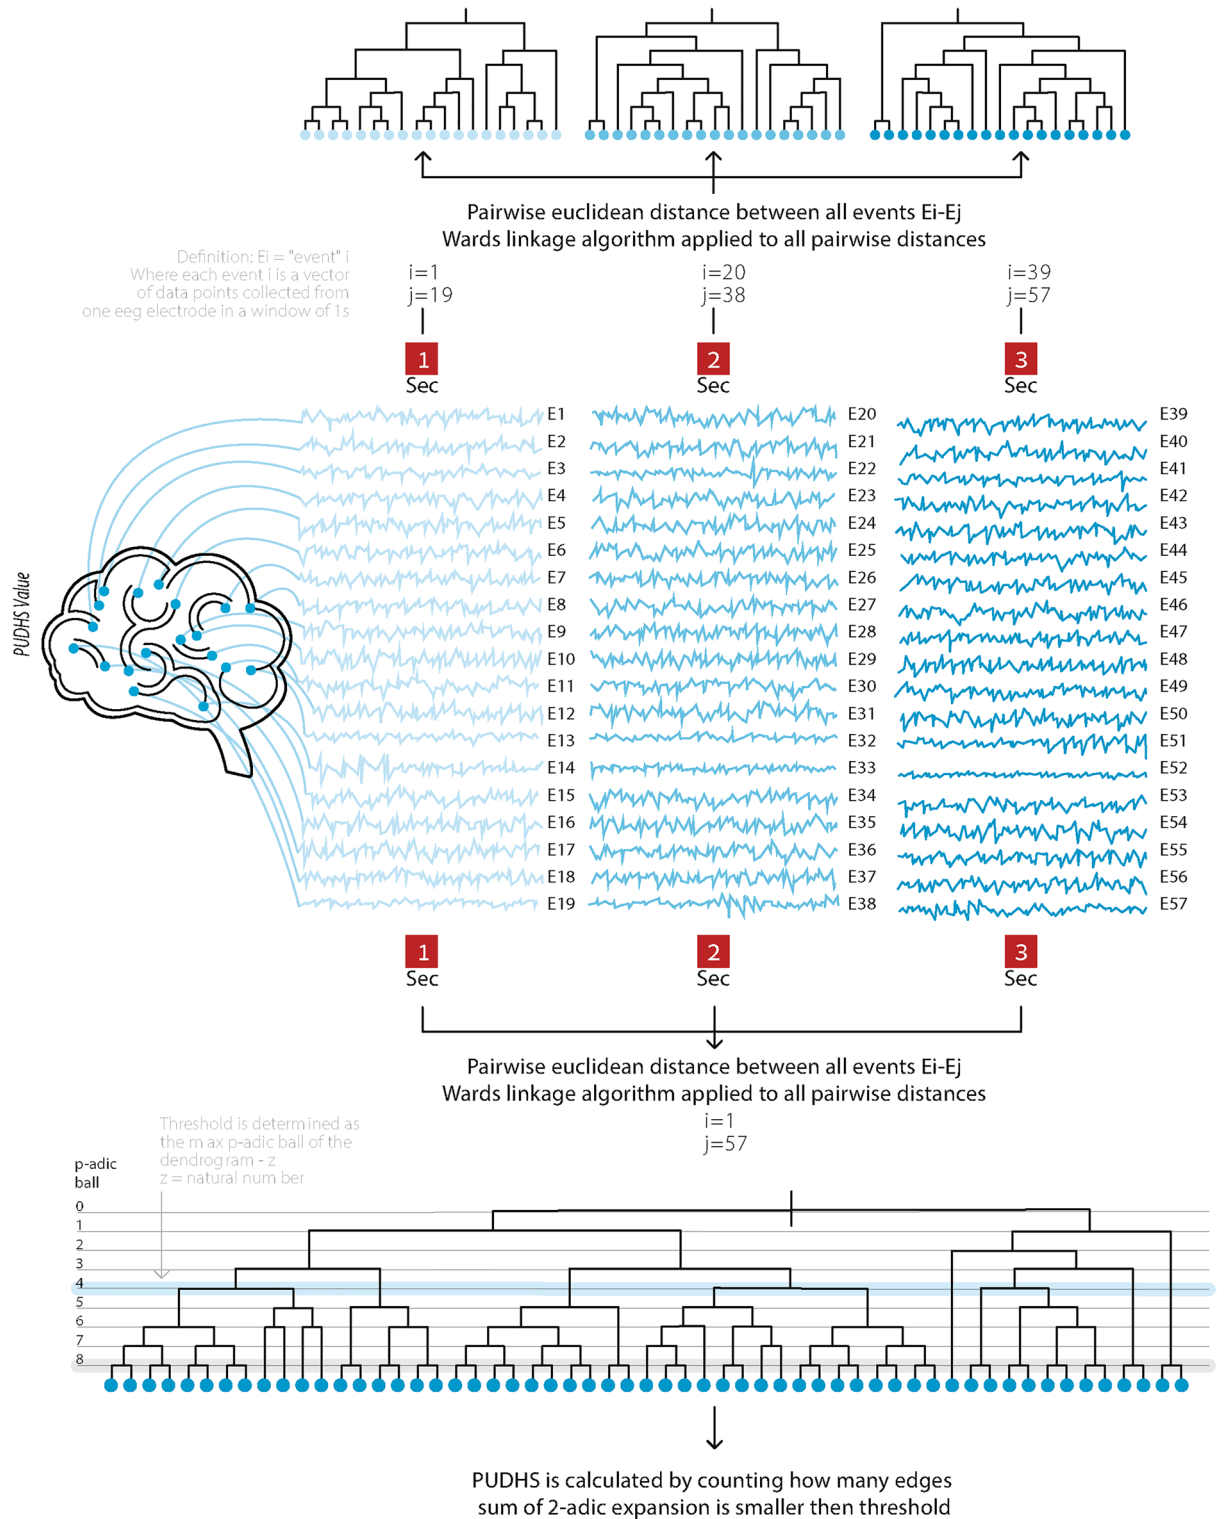 Pairwise euclidean distance between all events Ei-Ej
Wards linkage algorithm applied to all pairwise distances
Definition: Ei = "event" i
Where each event i is a vector
of data points collected from
one eeg electrode in a window of 1s
i=1
j=19
i=20
j=38
i=39
j=57
1
Sec
2
Sec
3
Sec
PUDHS Value
E1
E2
E3
E4
E5
E6
E7
E8
E9
E10
E11
E12
E13
E14
E15
E16
E17
E18
E19
E20
E21
E22
E23
E24
E25
E26
E27
E28
E29
E30
E31
E32
E33
E34
E35
E36
E37
E38
E39
E40
E41
E42
E43
E44
E45
E46
E47
E48
E49
E50
E51
E52
E53
E54
E55
E56
E57
1
Sec
2
Sec
3
Sec
Pairwise euclidean distance between all events Ei-Ej
Wards linkage algorithm applied to all pairwise distances
i=1
j=57
Threshold is determined as
the max p-adic ball of the
dendrogram - z
z = natural number
p-adic
ball
0
1
2
3
4
5
6
7
8
PUDHS is calculated by counting how many edges
sum of 2-adic expansion is smaller then threshold